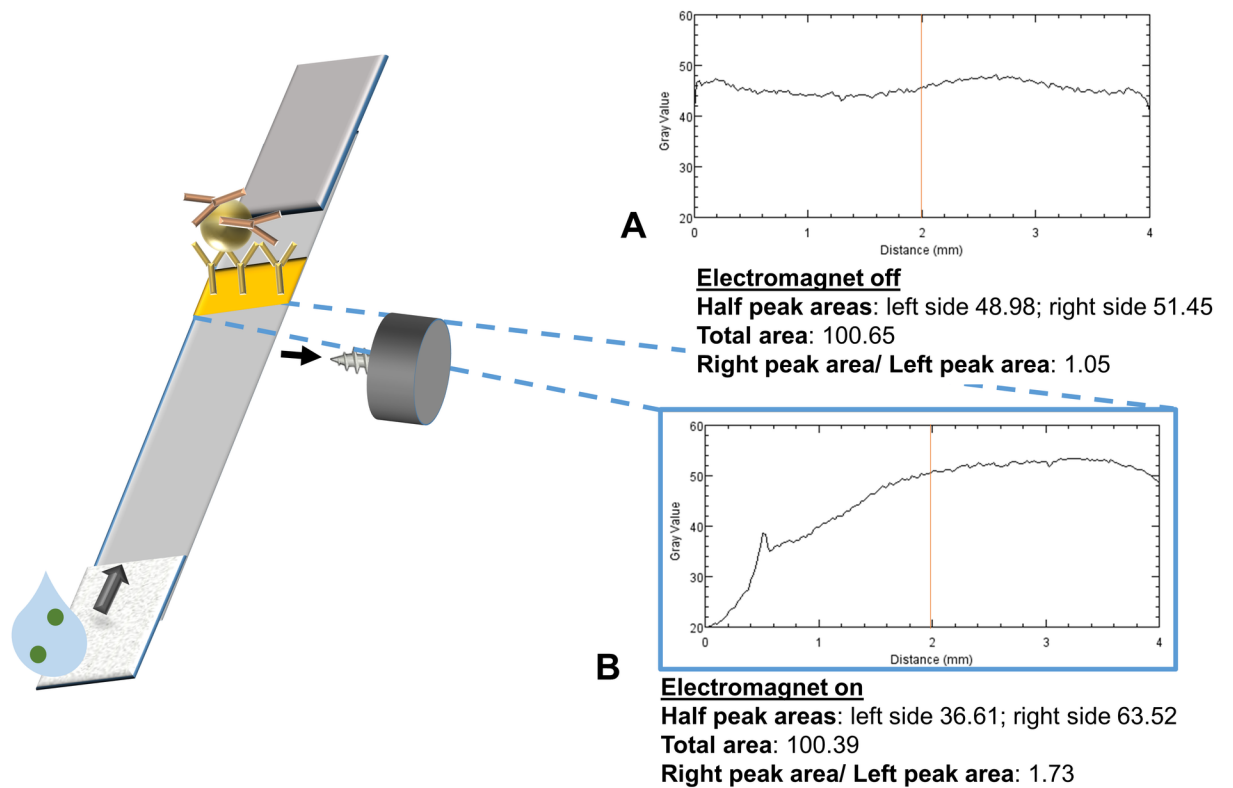 60
50
40
30
20
Gray Value
0
1
2
3
4
Distance (mm)
A
Electromagnet off
Half peak areas: left side 48.98; right side 51.45
Total area: 100.65
Right peak area/ Left peak area: 1.05
60
50
40
30
20
Gray Value
0
1
2
3
4
Distance (mm)
B
Electromagnet on
Half peak areas: left side 36.61; right side 63.52
Total area: 100.39
Right peak area/ Left peak area: 1.73